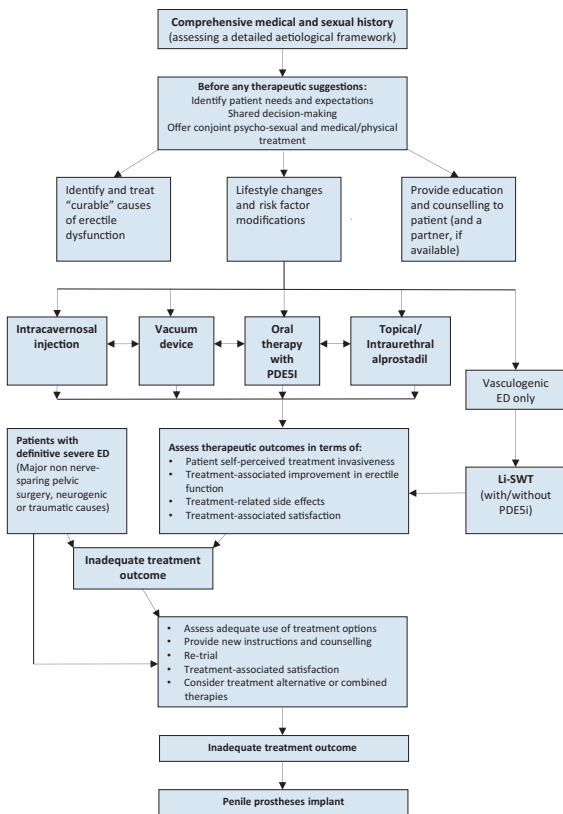 Comprehensive medical and sexual history
(assessing a detailed aetiological framework)
Before any therapeutic suggestions:
Identify patient needs and expectations
Shared decision-making
Offer conjoint psycho-sexual and medical/physical
treatment
Identify and treat
“curable” causes
of erectile
dysfunction
Lifestyle changes
and risk factor
modifications
Provide education
and counselling to
patient (and a
partner, if
available)
Intracavernosal
injection
Vacuum
device
Oral
therapy
with
PDE5I
Topical/
Intraurethral
alprostadil
Vasculogenic
ED only
Patients with
definitive severe ED
(Major non nerve-
sparing pelvic
surgery, neurogenic
or traumatic causes)
Assess therapeutic outcomes in terms of:
• Patient self-perceived treatment invasiveness
• Treatment-associated improvement in erectile
function
• Treatment-related side effects
• Treatment-associated satisfaction
Li-SWT
(with/without
PDE5i)
Inadequate treatment
outcome
• Assess adequate use of treatment options
• Provide new instructions and counselling
• Re-trial
• Treatment-associated satisfaction
• Consider treatment alternative or combined
therapies
Inadequate treatment outcome
Penile prostheses implant